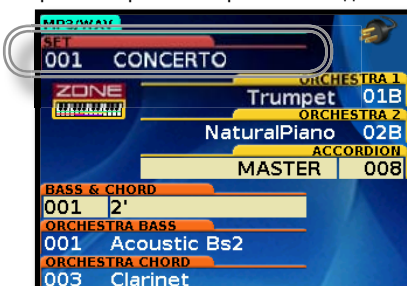 MP3/WAV
SET
001 CONCERTO
ORCHESTRA 1
ZONE
Trumpet 01B
ORCHESTRA 2
NaturalPiano 02B
ACCORDION
MASTER 008
BASS & CHORD
001 2'
ORCHESTRA BASS
001 Acoustic Bs2
ORCHESTRA CHORD
003 Clarinet